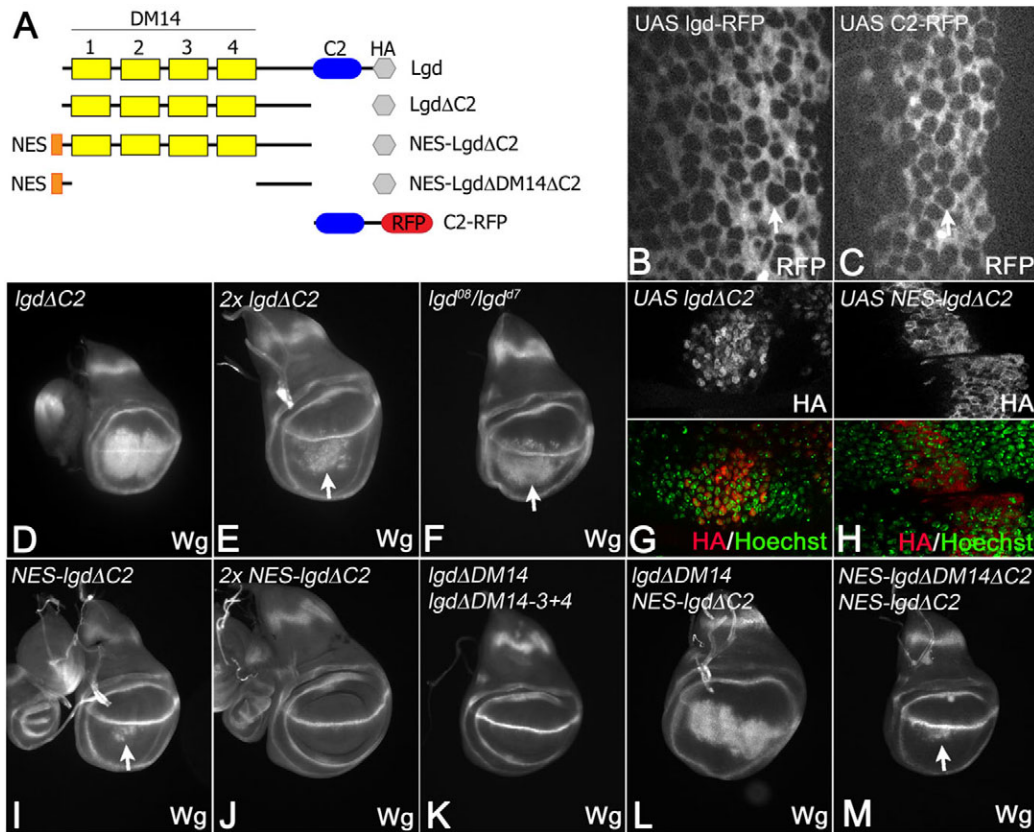 A
DM14
1 2 3 4
C2 HA
Lgd
LgdΔC2
NES NES-LgdΔC2
NES NES-LgdΔDM14ΔC2
RFP C2-RFP
UAS lgd-RFP
B RFP
UAS C2-RFP
C RFP
lgdΔC2
D Wg
2x lgdΔC2
E Wg
lgd08/lgdd7
F Wg
UAS lgdΔC2
HA
G HA/Hoechst
UAS NES-lgdΔC2
HA
H HA/Hoechst
NES-lgdΔC2
I Wg
2x NES-lgdΔC2
J Wg
lgdΔDM14
lgdΔDM14-3+4
K Wg
lgdΔDM14
NES-lgdΔC2
L Wg
NES-lgdΔDM14ΔC2
NES-lgdΔC2
M Wg